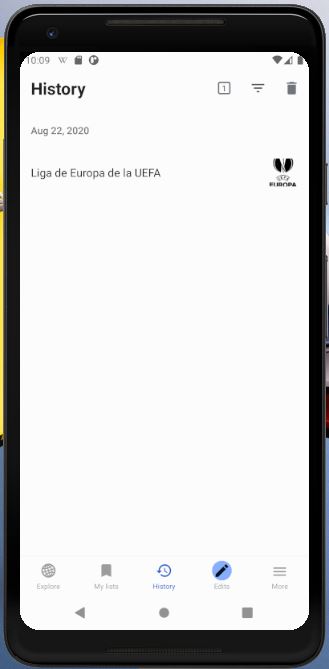 10:09
History
1
Aug 22, 2020
Liga de Europa de la UEFA
EUROPA
Explore
My lists
History
Edits
More